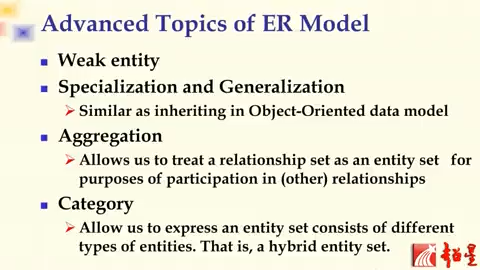 Advanced Topics of ER Model
Weak entity
Specialization and Generalization
Similar as inheriting in Object-Oriented data model
Aggregation
Allows us to treat a relationship set as an entity set for
purposes of participation in (other) relationships
Category
Allow us to express an entity set consists of different
types of entities. That is, a hybrid entity set.